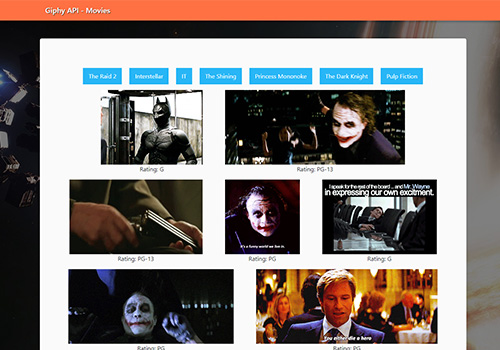 Giphy API - Movies
The Raid 2
Interstellar
IT
The Shining
Princess Mononoke
The Dark Knight
Pulp Fiction
Rating: G
Rating: PG-13
I speak for the rest of the board ... and Mr. Wayne
in expressing our own excitment.
Rating: PG-13
It's a funny world we live in.
Rating: PG
Rating: G
You either die a hero
Rating: PG
Rating: PG